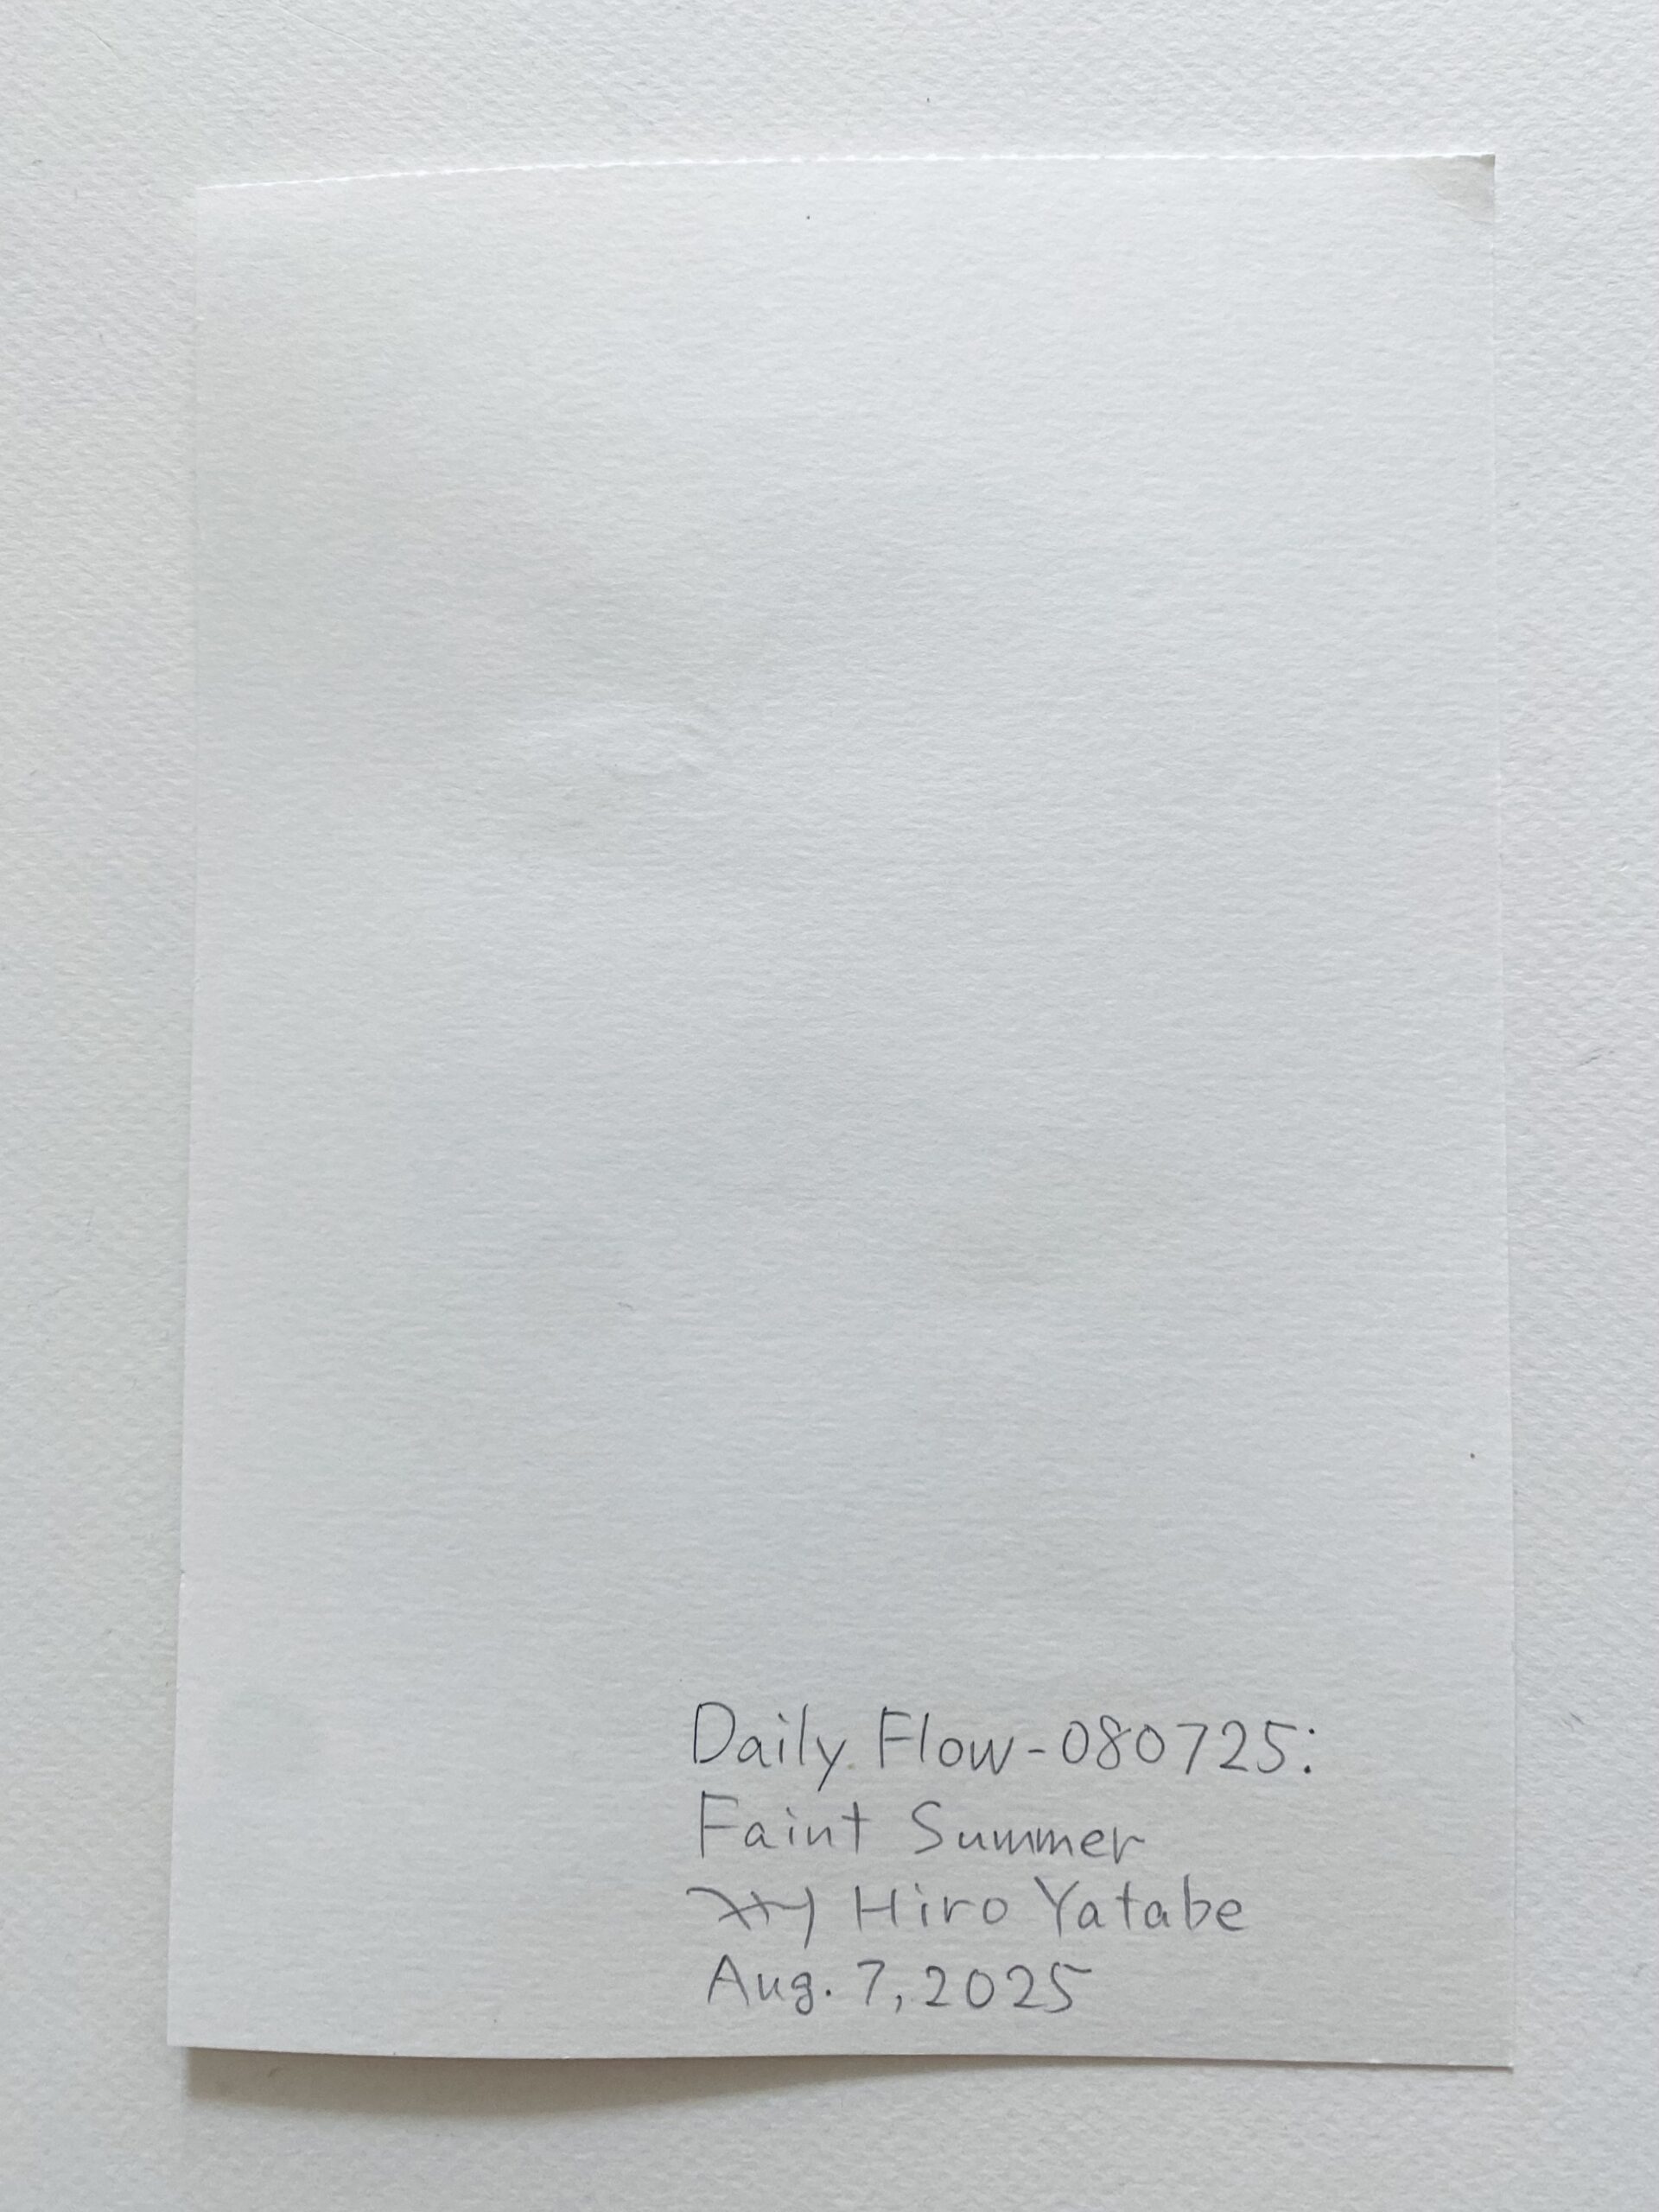 Daily Flow-080725:
Faint Summer
Hiro Yatabe
Aug. 7, 2025